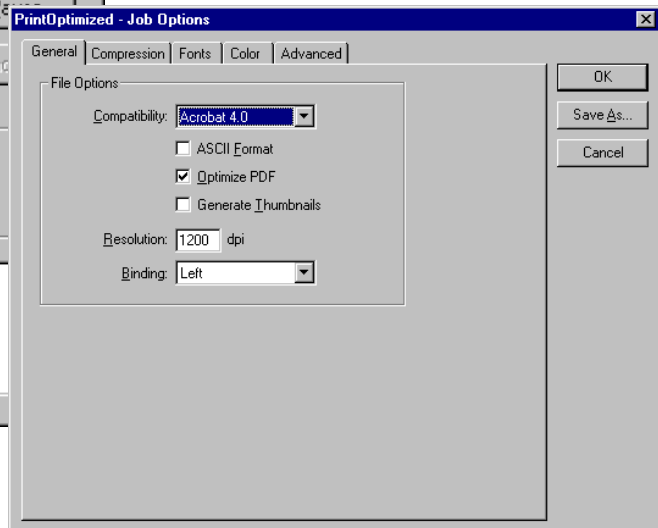 PrintOptimized - Job Options
General Compression Fonts Color Advanced
File Options
Compatibility: Acrobat 4.0
ASCII Format
Optimize PDF
Generate Thumbnails
Resolution: 1200 dpi
Binding: Left
OK
Save As...
Cancel